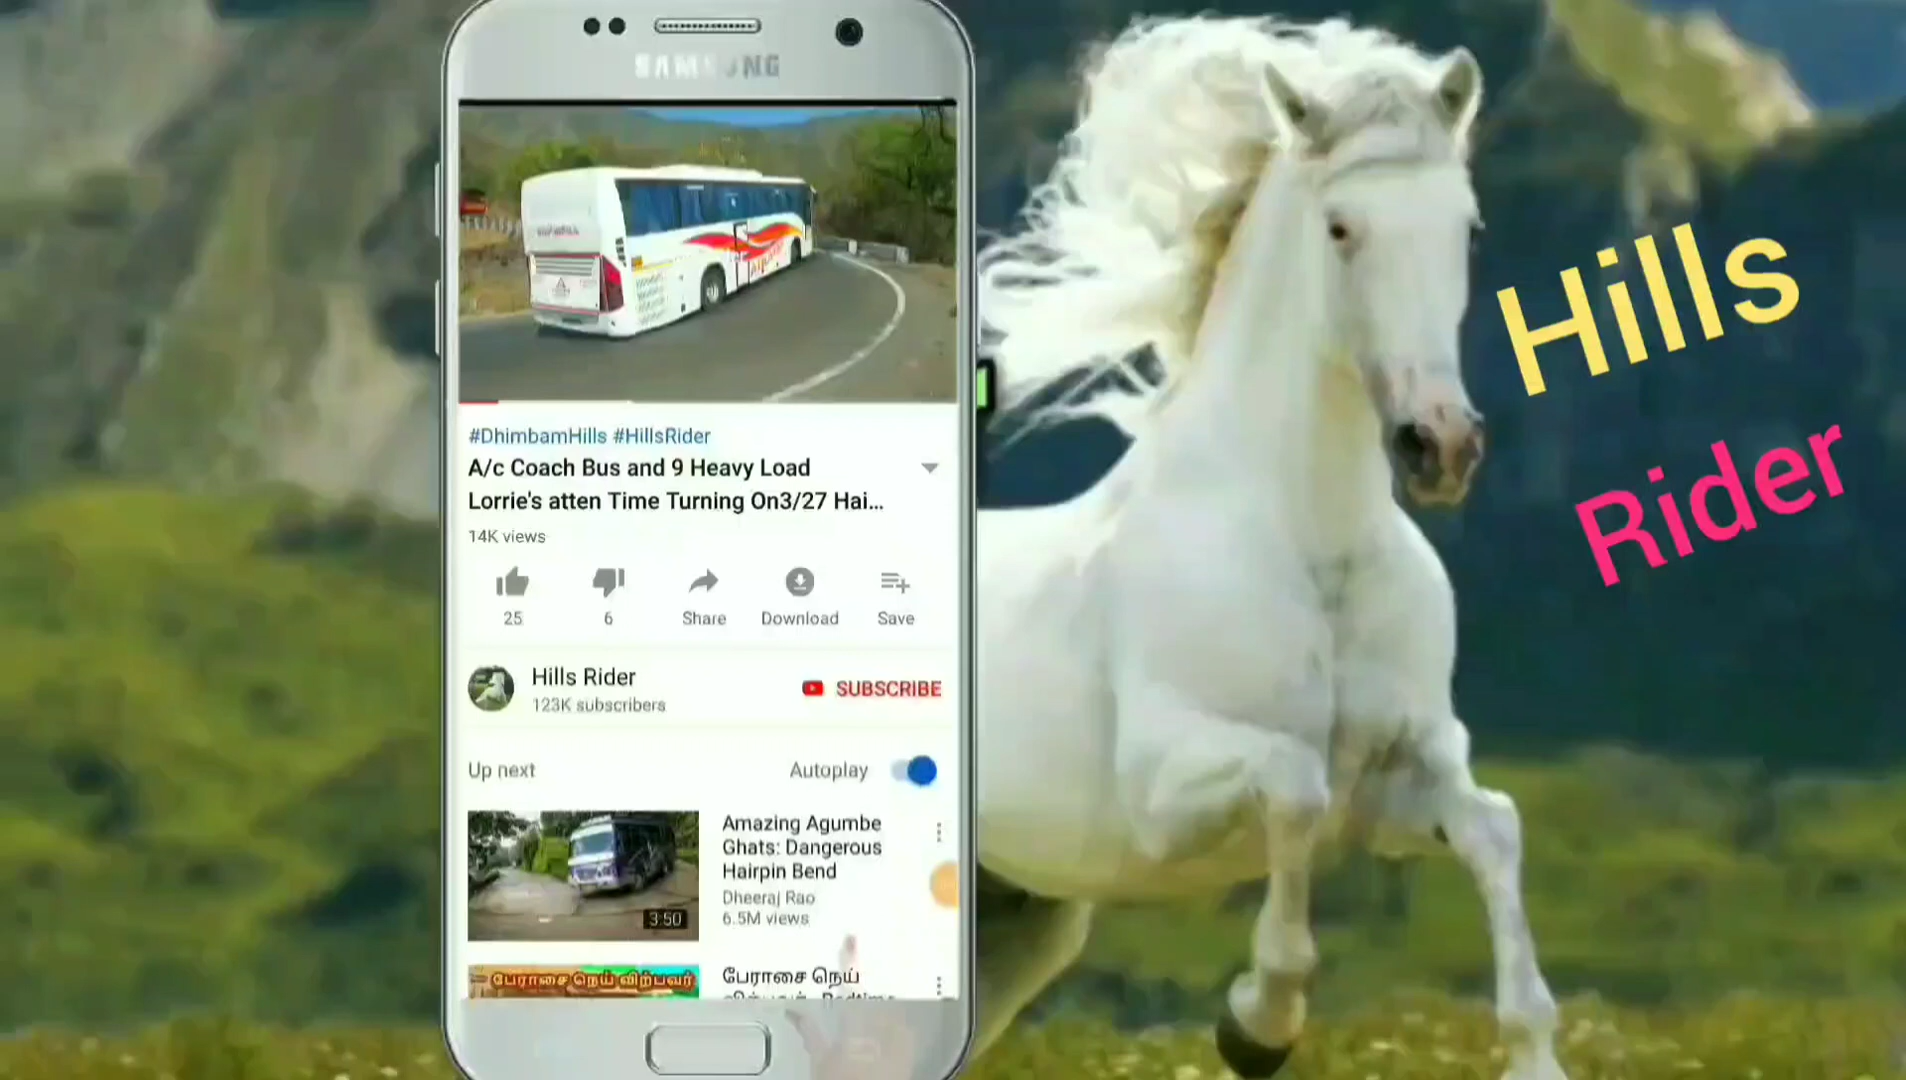 SAMSUNG
#DhimbamHills #HillsRider
A/c Coach Bus and 9 Heavy Load
Lorrie's atten Time Turning On3/27 Hai...
14K views
25
6
Share
Download
Save
Hills Rider
123K subscribers
SUBSCRIBE
Up next
Autoplay
3:50
Amazing Agumbe
Ghats: Dangerous
Hairpin Bend
Dheeraj Rao
6.5M views
பேராசை நெய் விற்பவர்
பேராசை நெய்
Hills
Rider